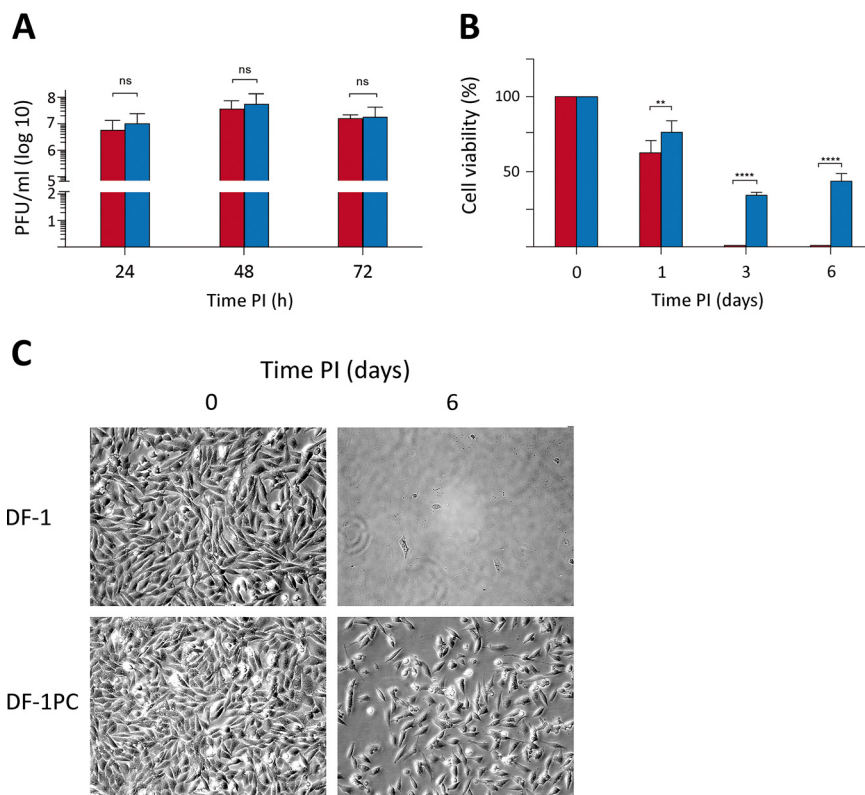 A
PFU/ml (log 10)
8
7
6
5
2
1
ns
ns
ns
24 48 72
Time PI (h)
B
Cell viability (%)
100
50
**
****
****
0 1 3 6
Time PI (days)
C
Time PI (days)
0 6
DF-1
DF-1PC